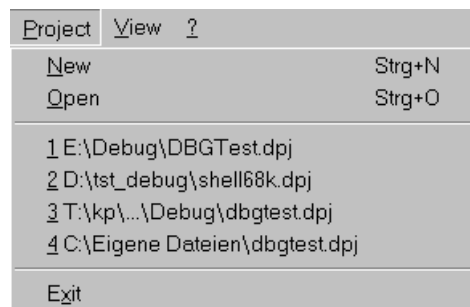 Project View ?
New Strg+N
Open Strg+O
1 E:\Debug\DBGTest.dpj
2 D:\tst_debug\shell68k.dpj
3 T:\kp\...\Debug\dbgtest.dpj
4 C:\Eigene Dateien\dbgtest.dpj
Exit